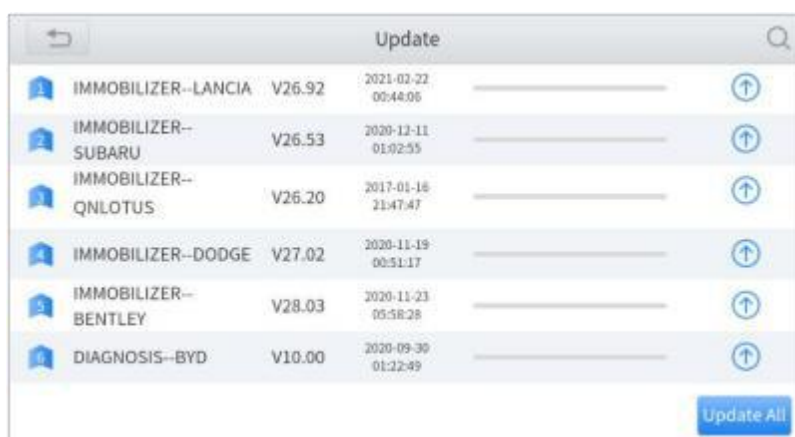 Update
1 IMMOBILIZER--LANCIA V26.92 2021-02-22
00:44:06
2 IMMOBILIZER--
SUBARU V26.53 2020-12-11
01:02:55
3 IMMOBILIZER--
QNLOTUS V26.20 2017-01-16
21:47:47
4 IMMOBILIZER--DODGE V27.02 2020-11-19
00:51:17
5 IMMOBILIZER--
BENTLEY V28.03 2020-11-23
05:58:28
6 DIAGNOSIS--BYD V10.00 2020-09-30
01:22:49
Update All